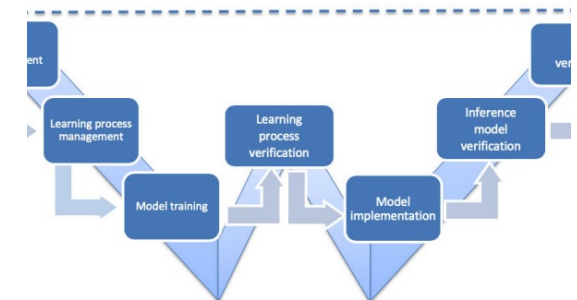 ent
ver
Learning process
management
Learning
process
verification
Inference
model
verification
Model training
Model
implementation